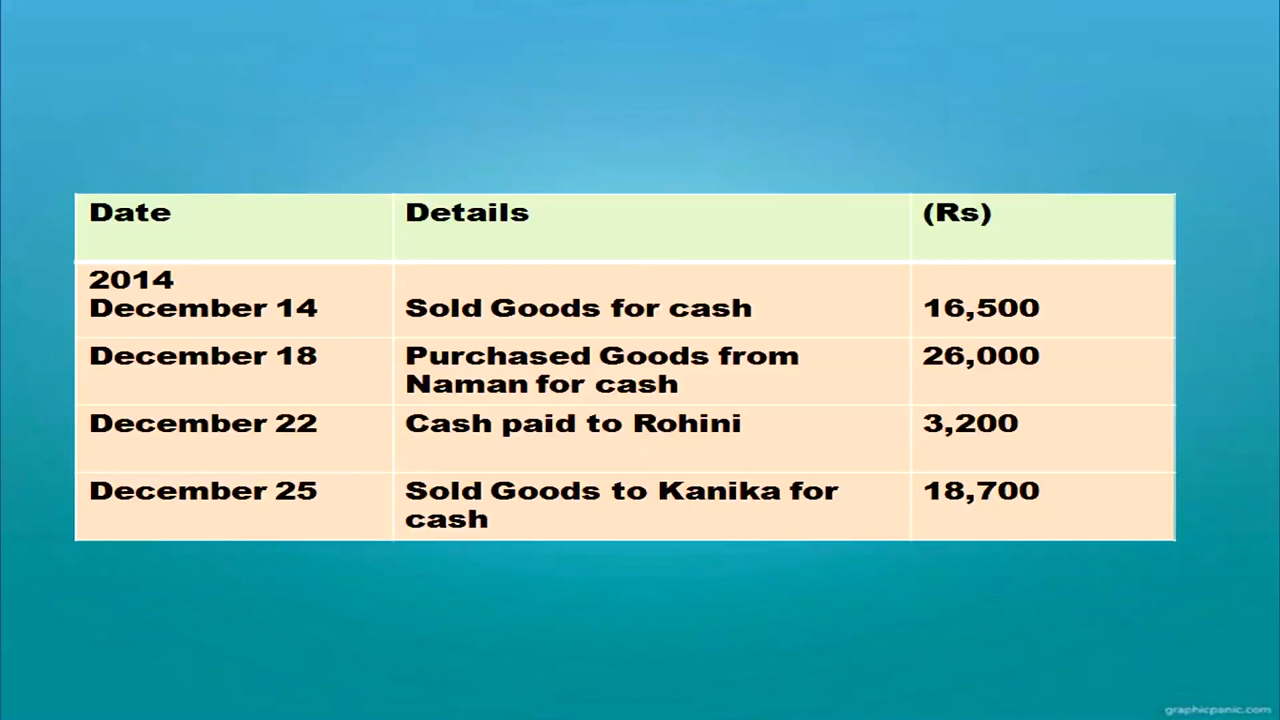 Date Details (Rs)
2014
December 14 Sold Goods for cash 16,500
December 18 Purchased Goods from 26,000
Naman for cash
December 22 Cash paid to Rohini 3,200
December 25 Sold Goods to Kanika for 18,700
cash
graphicpanic.com